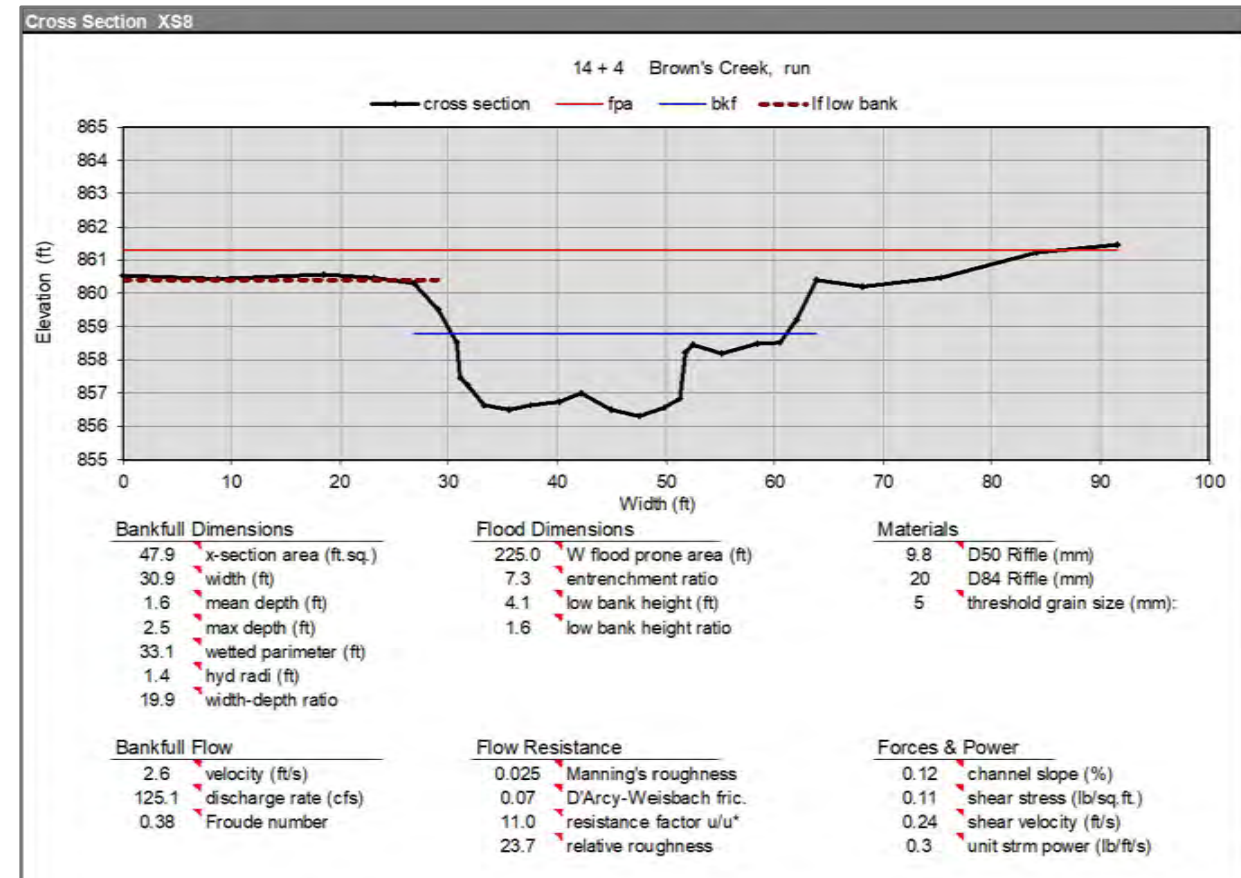 Cross Section XS8
14 + 4 Brown's Creek, run
cross section fpa bkf lf low bank
865
864
863
862
861
860
859
858
857
856
855
Elevation (ft)
0 10 20 30 40 50 60 70 80 90 100
Width (ft)
Bankfull Dimensions
47.9 x-section area (ft.sq.)
30.9 width (ft)
1.6 mean depth (ft)
2.5 max depth (ft)
33.1 wetted parimeter (ft)
1.4 hyd radi (ft)
19.9 width-depth ratio
Flood Dimensions
225.0 W flood prone area (ft)
7.3 entrenchment ratio
4.1 low bank height (ft)
1.6 low bank height ratio
Materials
9.8 D50 Riffle (mm)
20 D84 Riffle (mm)
5 threshold grain size (mm):
Bankfull Flow
2.6 velocity (ft/s)
125.1 discharge rate (cfs)
0.38 Froude number
Flow Resistance
0.025 Manning's roughness
0.07 D'Arcy-Weisbach fric.
11.0 resistance factor u/u*
23.7 relative roughness
Forces & Power
0.12 channel slope (%)
0.11 shear stress (lb/sq.ft.)
0.24 shear velocity (ft/s)
0.3 unit strm power (lb/ft/s)